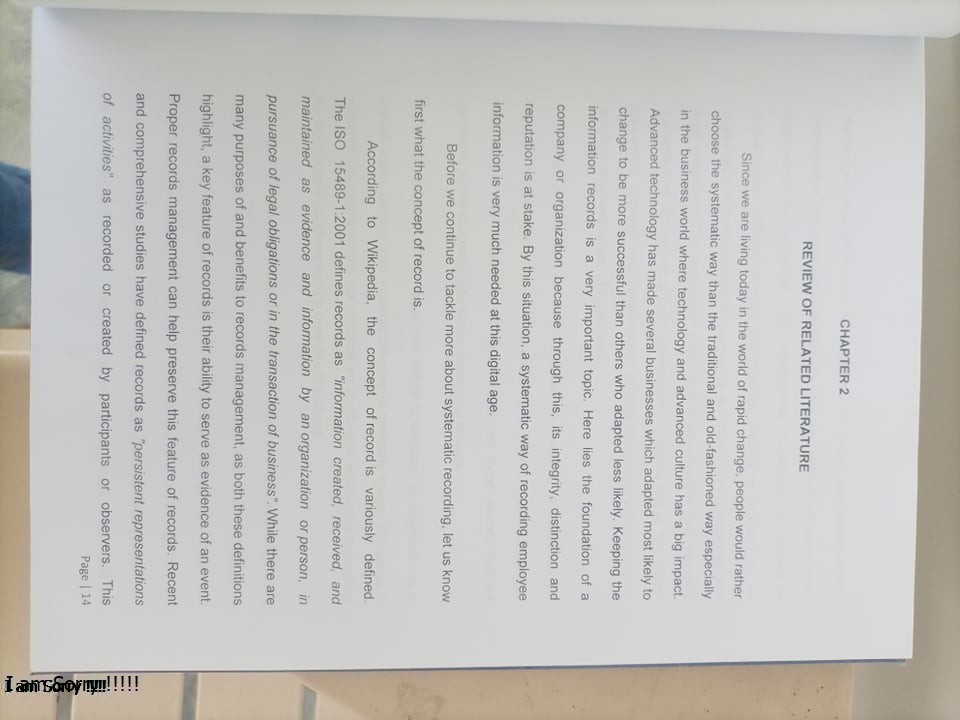 CHAPTER 2
REVIEW OF RELATED LITERATURE
Since we are living today in the world of rapid change, people would rather
choose the systematic way than the traditional and old-fashioned way especially
in the business world where technology and advanced culture has a big impact.
Advanced technology has made several businesses which adapted most likely to
change to be more successful than others who adapted less likely. Keeping the
information records is a very important topic. Here lies the foundation of a
company or organization because through this, its integrity, distinction and
reputation is at stake. By this situation, a systematic way of recording employee
information is very much needed at this digital age.
Before we continue to tackle more about systematic recording, let us know
first what the concept of record is.
According to Wikipedia, the concept of record is variously defined.
The ISO 15489-1:2001 defines records as "information created, received, and
maintained as evidence and information by an organization or person, in
pursuance of legal obligations or in the transaction of business". While there are
many purposes of and benefits to records management, as both these definitions
highlight, a key feature of records is their ability to serve as evidence of an event.
Proper records management can help preserve this feature of records. Recent
and comprehensive studies have defined records as "persistent representations
of activities" as recorded or created by participants or observers. This
Page | 14
I am Sorry!!!!!!